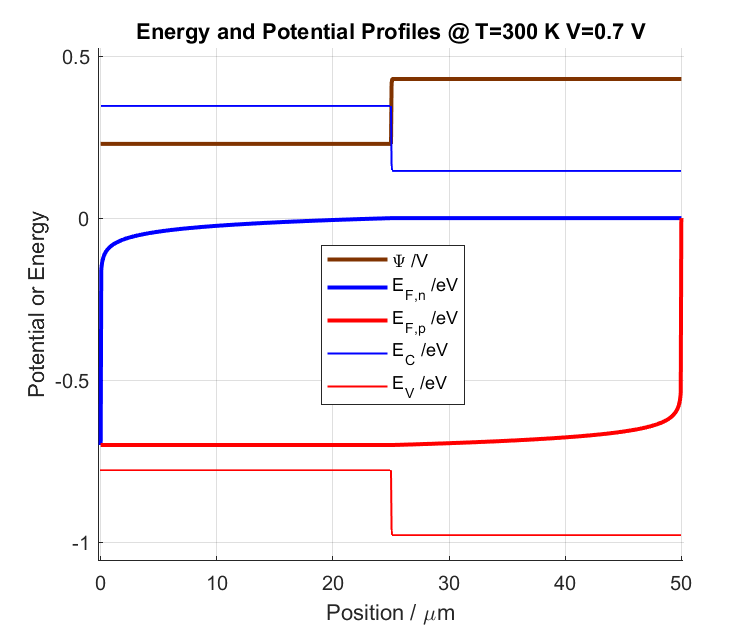 Energy and Potential Profiles @ T=300 K V=0.7 V
0.5
0
-0.5
-1
Potential or Energy
Ψ /V
E_F,n /eV
E_F,p /eV
E_C /eV
E_V /eV
0 10 20 30 40 50
Position / μm